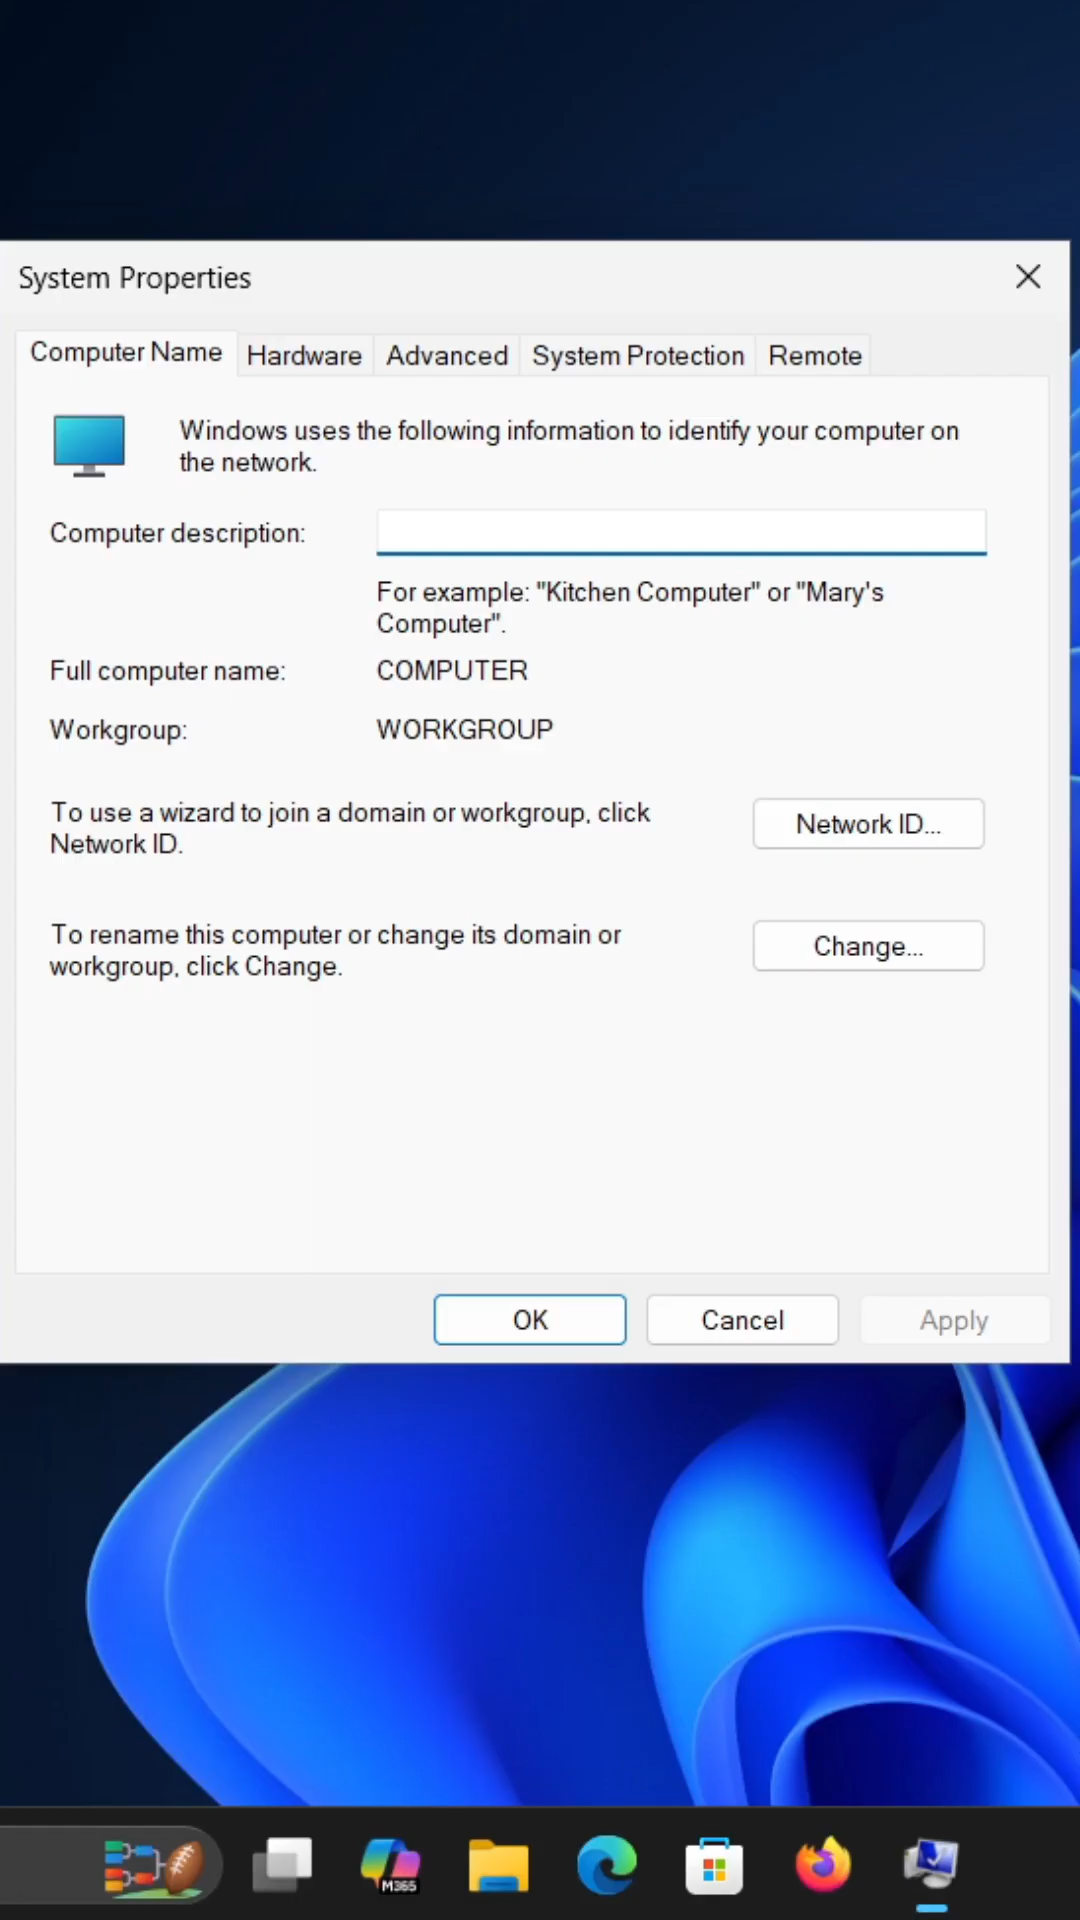 System Properties
Computer Name Hardware Advanced System Protection Remote
Windows uses the following information to identify your computer on
the network.
Computer description:
For example: "Kitchen Computer" or "Mary's
Computer".
Full computer name: COMPUTER
Workgroup: WORKGROUP
To use a wizard to join a domain or workgroup, click
Network ID.
Network ID...
To rename this computer or change its domain or
workgroup, click Change.
Change...
OK Cancel Apply
M365